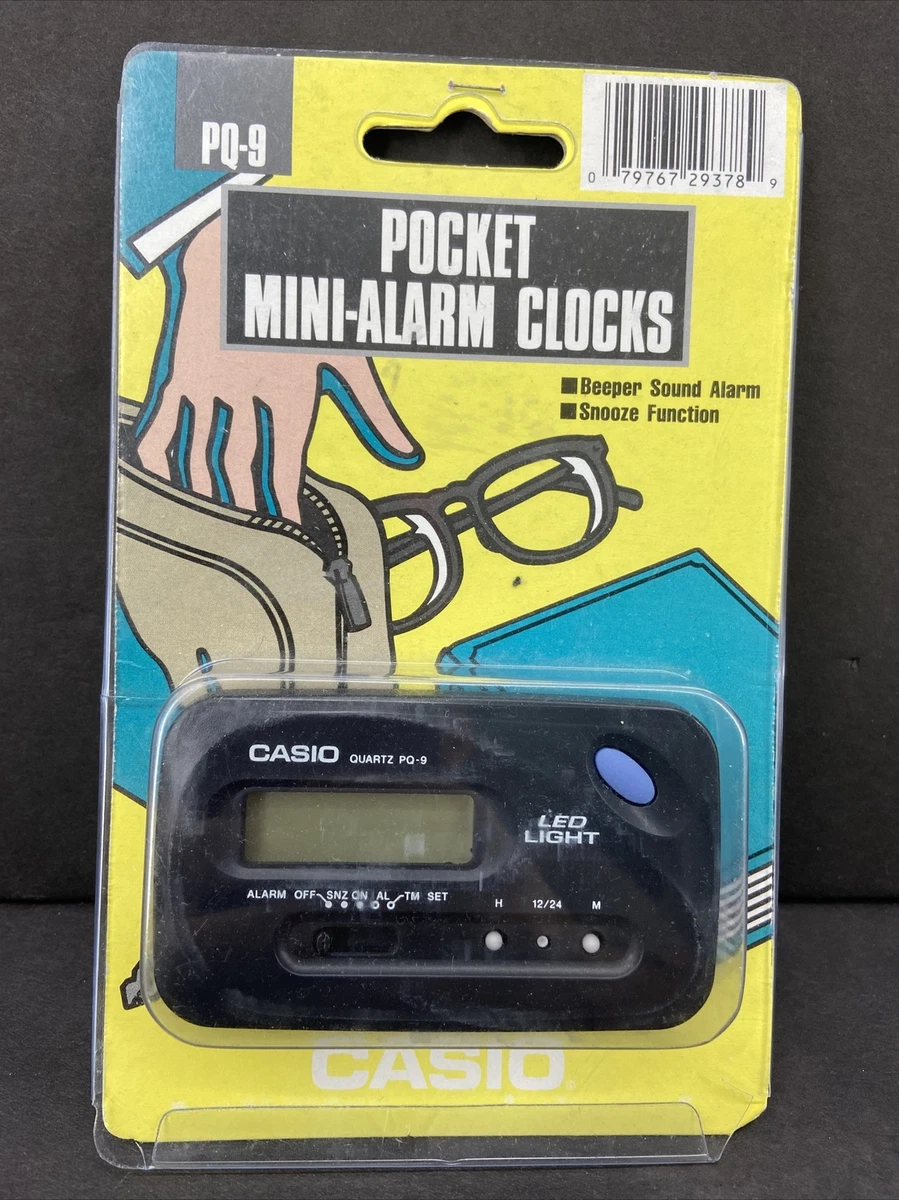 PQ-9
0 79767 29378 9
POCKET
MINI-ALARM CLOCKS
■Beeper Sound Alarm
■Snooze Function
CASIO QUARTZ PQ-9
LED
LIGHT
ALARM OFF SNZ ON AL TM SET
H 12/24 M
CASIO®